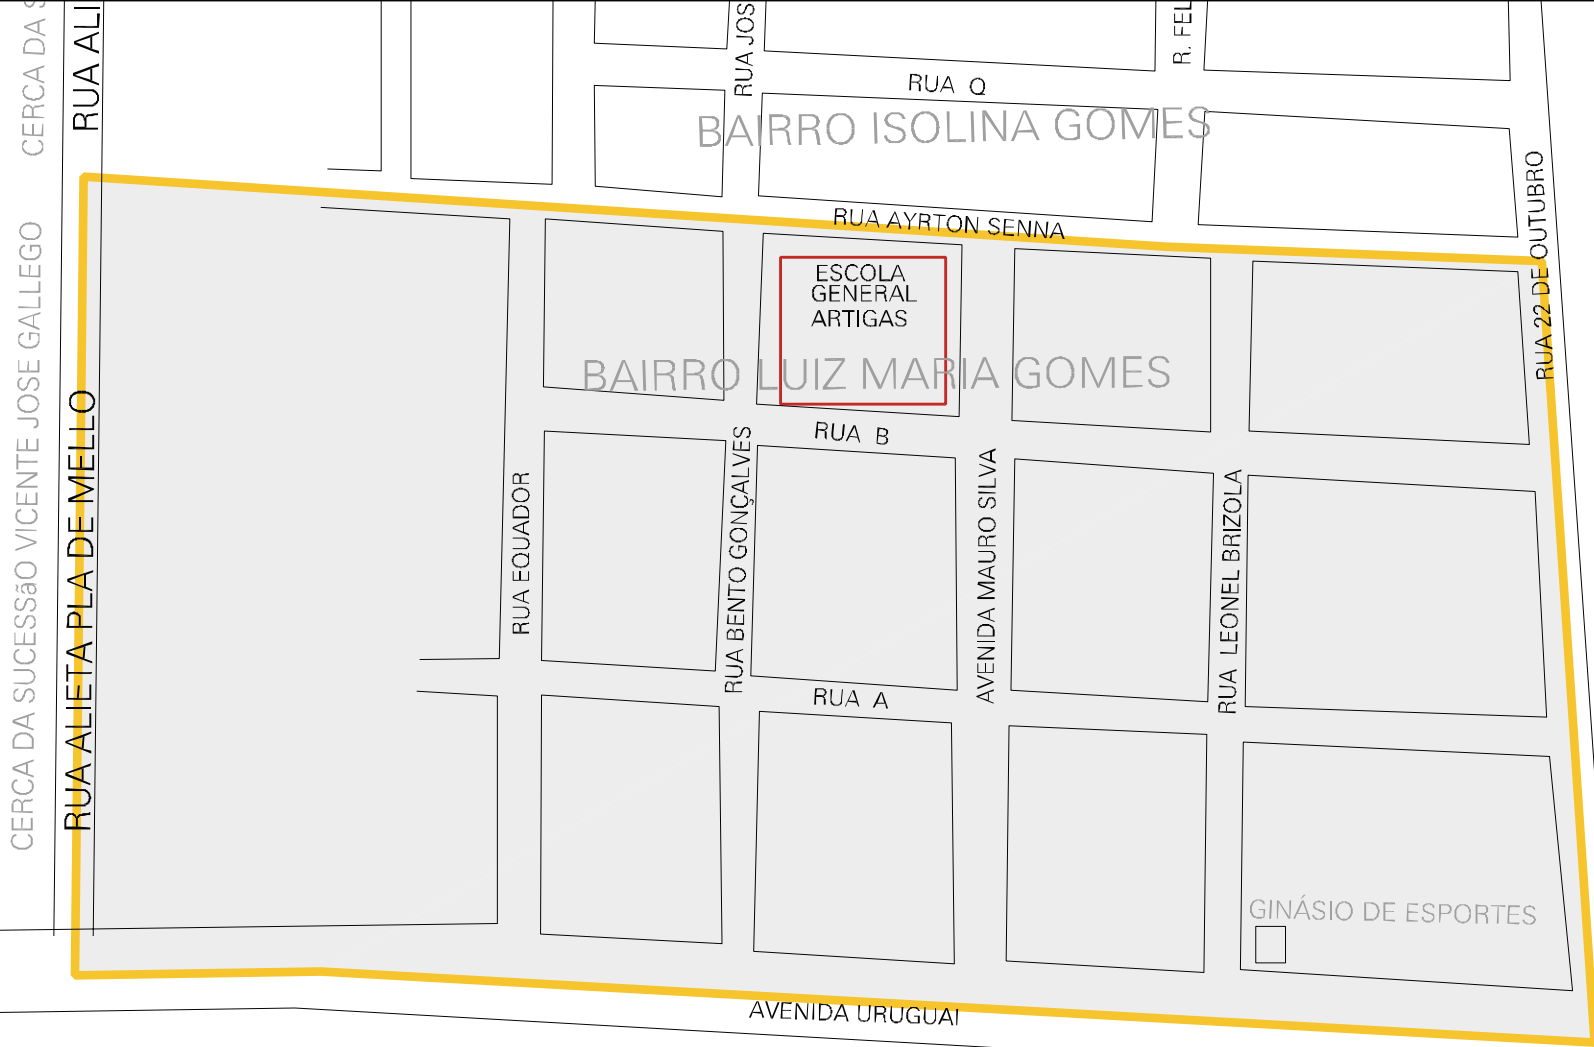 CERCA DA S
RUA ALI
RUA JOS
R. FEL
RUA Q
BAIRRO ISOLINA GOMES
RUA AYRTON SENNA
RUA 22 DE OUTUBRO
ESCOLA
GENERAL
ARTIGAS
BAIRRO LUIZ MARIA GOMES
CERCA DA SUCESSãO VICENTE JOSE GALLEGO
RUA ALIETA PLA DE MELLO
RUA B
RUA EQUADOR
RUA BENTO GONÇALVES
AVENIDA MAURO SILVA
RUA LEONEL BRIZOLA
RUA A
GINÁSIO DE ESPORTES
AVENIDA URUGUAI